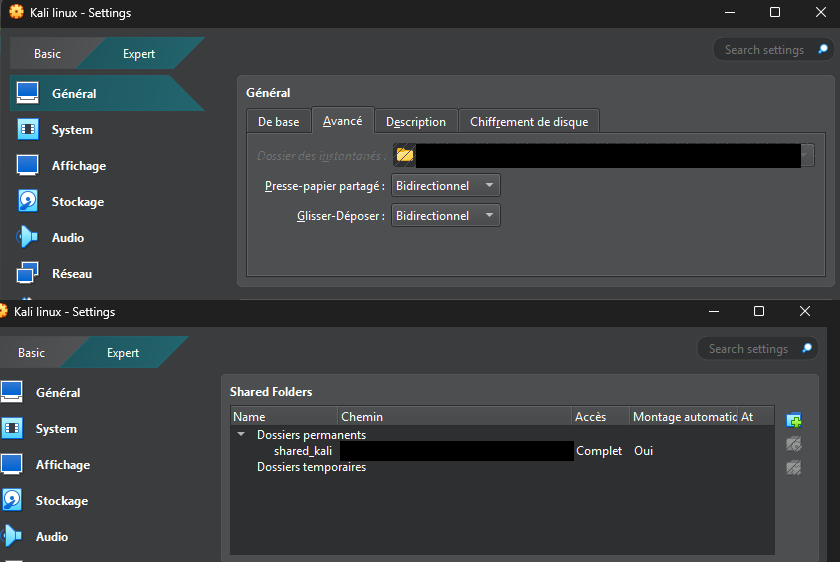 Kali linux - Settings
Basic Expert Search settings
Général
System
Affichage
Stockage
Audio
Réseau
Général
De base Avancé Description Chiffrement de disque
Dossier des instantanés :
Presse-papier partagé : Bidirectionnel
Glisser-Déposer : Bidirectionnel
Kali linux - Settings
Basic Expert Search settings
Général
System
Affichage
Stockage
Audio
Shared Folders
Name Chemin Accès Montage automatic At
Dossiers permanents
shared_kali Complet Oui
Dossiers temporaires